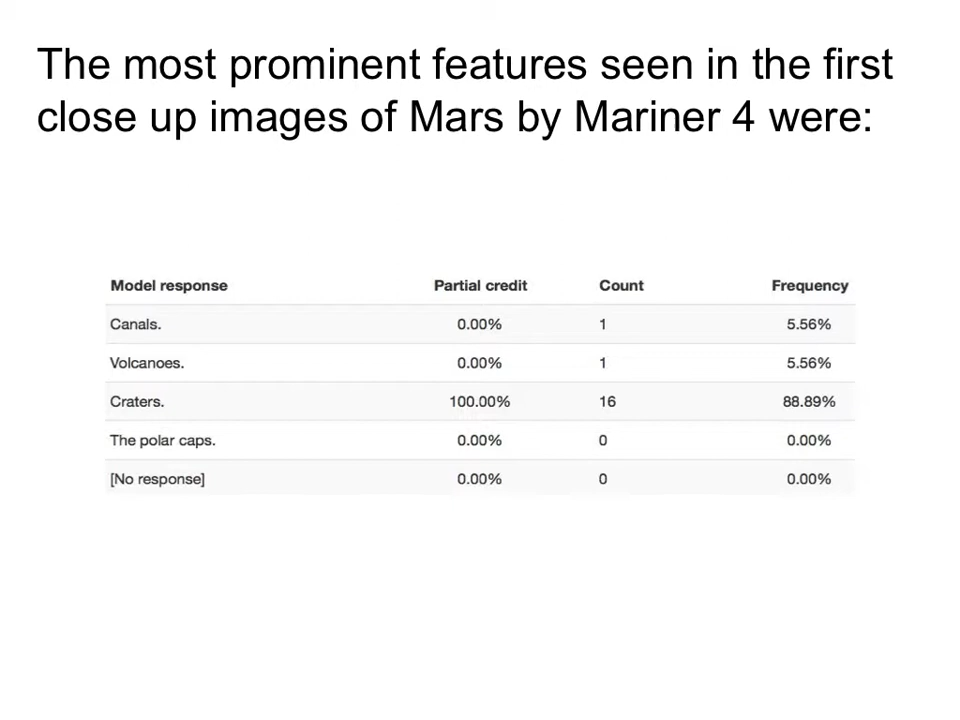 The most prominent features seen in the first
close up images of Mars by Mariner 4 were:
Model response Partial credit Count Frequency
Canals. 0.00% 1 5.56%
Volcanoes. 0.00% 1 5.56%
Craters. 100.00% 16 88.89%
The polar caps. 0.00% 0 0.00%
[No response] 0.00% 0 0.00%